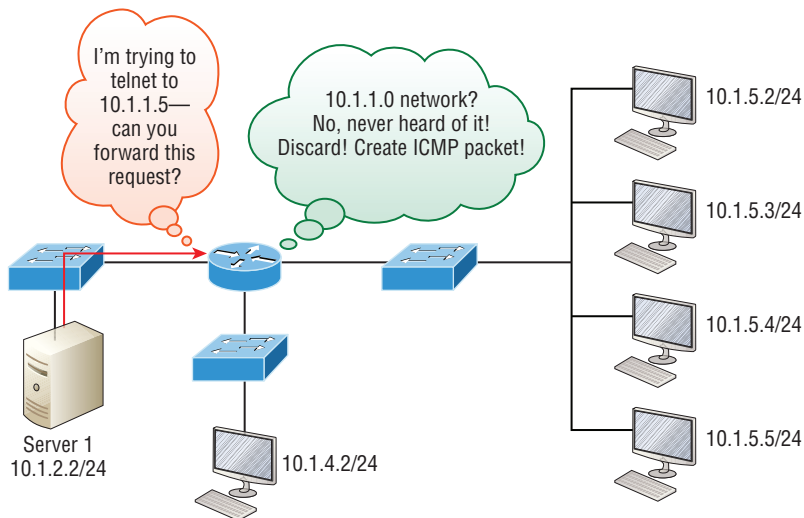 I'm trying to
telnet to
10.1.1.5—
can you
forward this
request?
10.1.1.0 network?
No, never heard of it!
Discard! Create ICMP packet!
10.1.5.2/24
10.1.5.3/24
10.1.5.4/24
10.1.5.5/24
Server 1
10.1.2.2/24
10.1.4.2/24